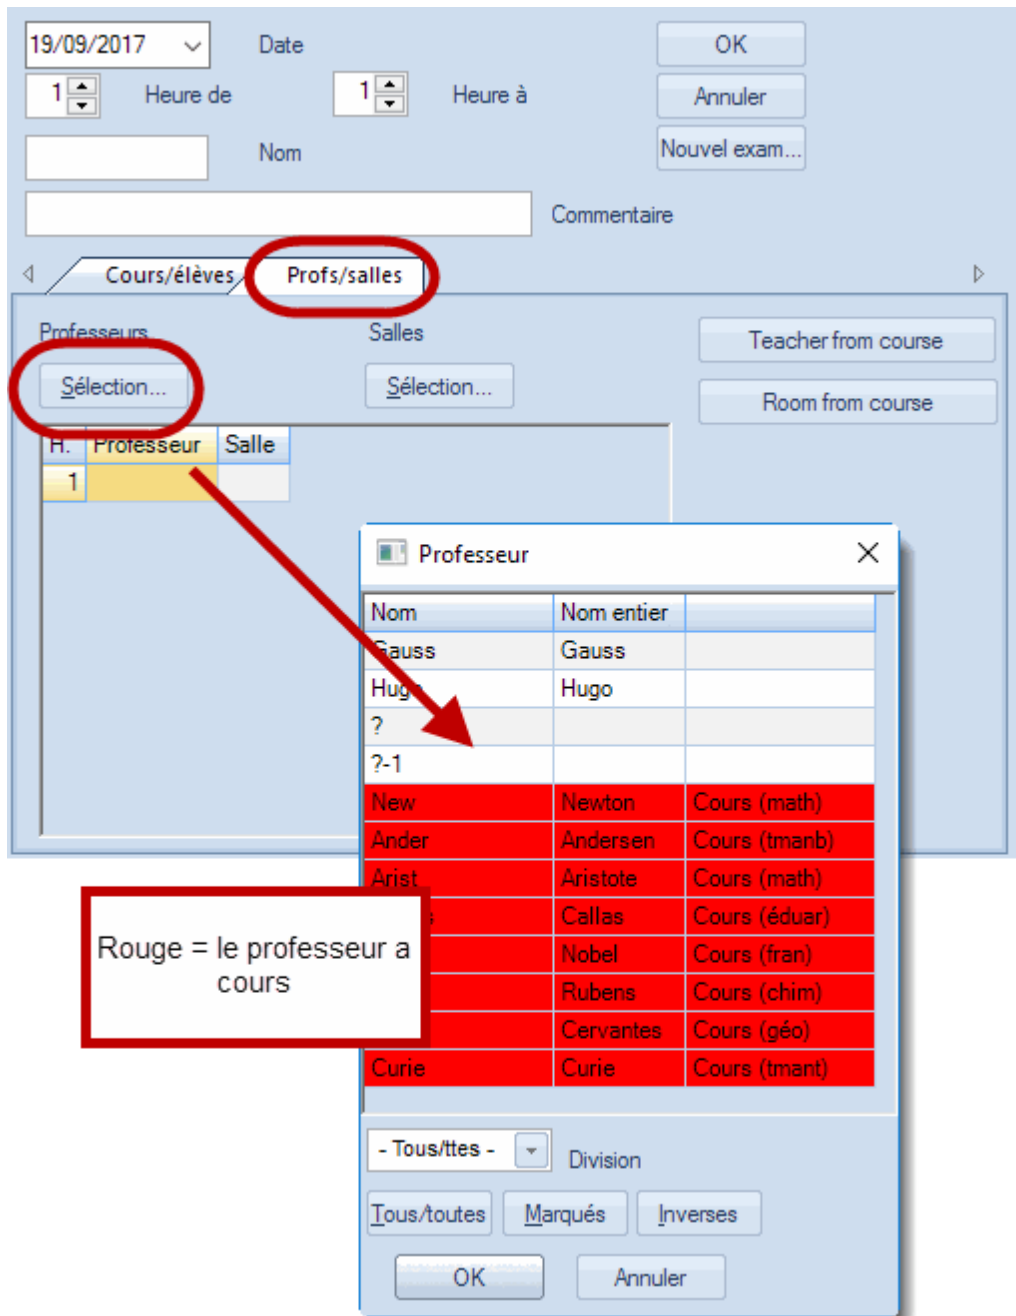 19/09/2017 Date OK
1 Heure de 1 Heure à Annuler
Nom Nouvel exam...
Commentaire
Cours/élèves Profs/salles
Professeurs Salles Teacher from course
Sélection... Sélection... Room from course
H. Professeur Salle
1
Professeur
Nom Nom entier
Gauss Gauss
Hugo Hugo
?
?-1
New Newton Cours (math)
Ander Andersen Cours (tmanb)
Arist Aristote Cours (math)
Callas Cours (éduar)
Nobel Cours (fran)
Rubens Cours (chim)
Cervantes Cours (géo)
Curie Curie Cours (tmant)
Rouge = le professeur a
cours
- Tous/ttes - Division
Tous/toutes Marqués Inverses
OK Annuler